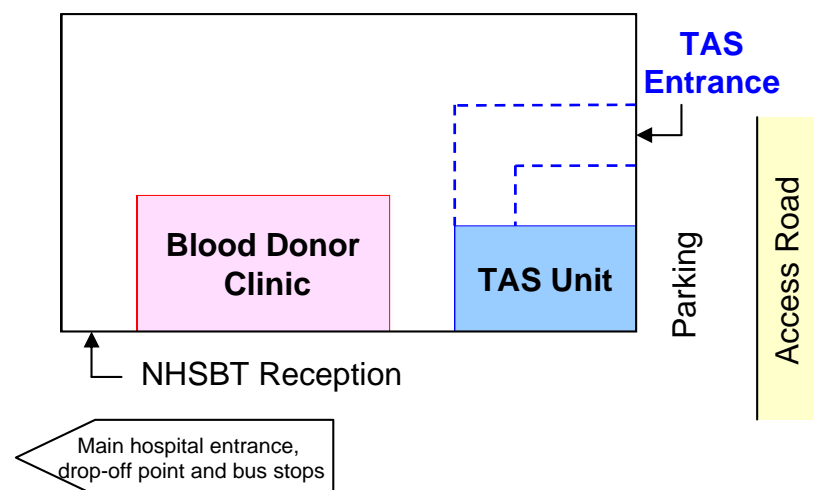 TAS
Entrance
Blood Donor
Clinic
TAS Unit
Parking
Access Road
NHSBT Reception
Main hospital entrance,
drop-off point and bus stops